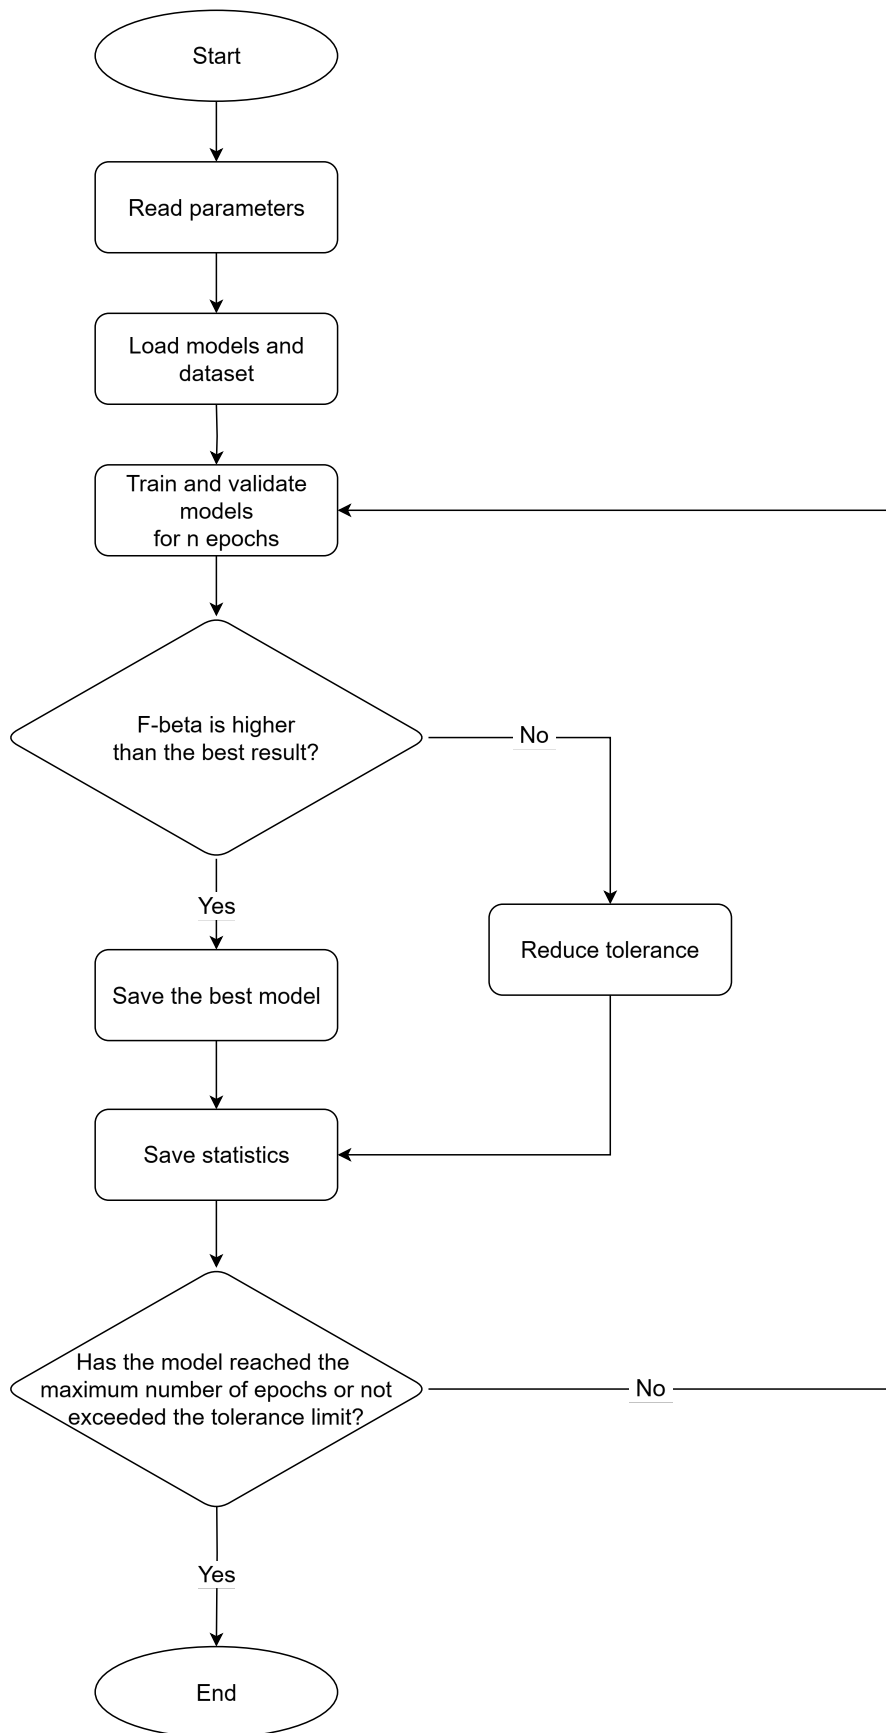 Start
Read parameters
Load models and
dataset
Train and validate
models
for n epochs
F-beta is higher
than the best result?
No
Yes
Reduce tolerance
Save the best model
Save statistics
Has the model reached the
maximum number of epochs or not
exceeded the tolerance limit?
No
Yes
End